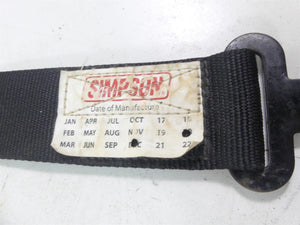 SIMPSON
Date of Manufacture
JAN APR JUL OCT 17
FEB MAY AUG NOV 19
MAR JUN SEP 21 22